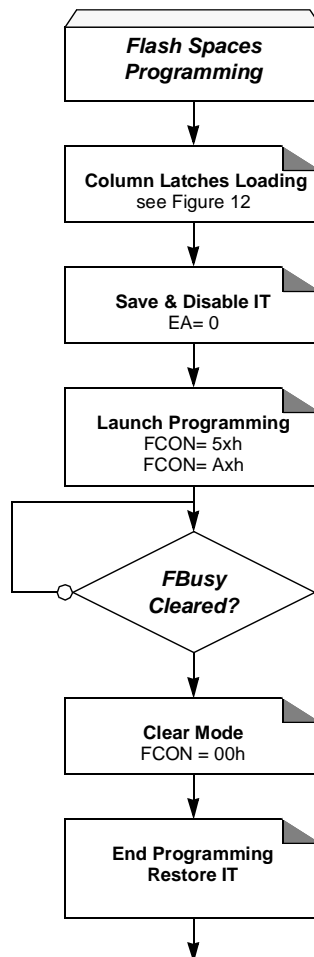 Flash Spaces
Programming
Column Latches Loading
see Figure 12
Save & Disable IT
EA= 0
Launch Programming
FCON= 5xh
FCON= Axh
FBusy
Cleared?
Clear Mode
FCON = 00h
End Programming
Restore IT